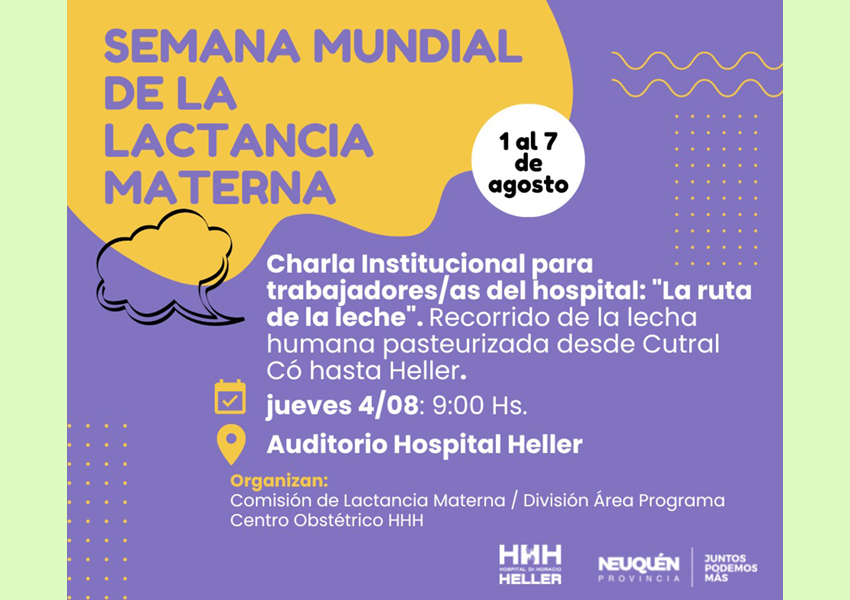 SEMANA MUNDIAL
DE LA
LACTANCIA
MATERNA
1 al 7
de
agosto
Charla Institucional para
trabajadores/as del hospital: "La ruta
de la leche". Recorrido de la lecha
humana pasteurizada desde Cutral
Có hasta Heller.
jueves 4/08: 9:00 Hs.
Auditorio Hospital Heller
Organizan:
Comisión de Lactancia Materna / División Área Programa
Centro Obstétrico HHH
HHH
HOSPITAL Dr. HORACIO
HELLER
NEUQUÉN
PROVINCIA
JUNTOS
PODEMOS
MÁS